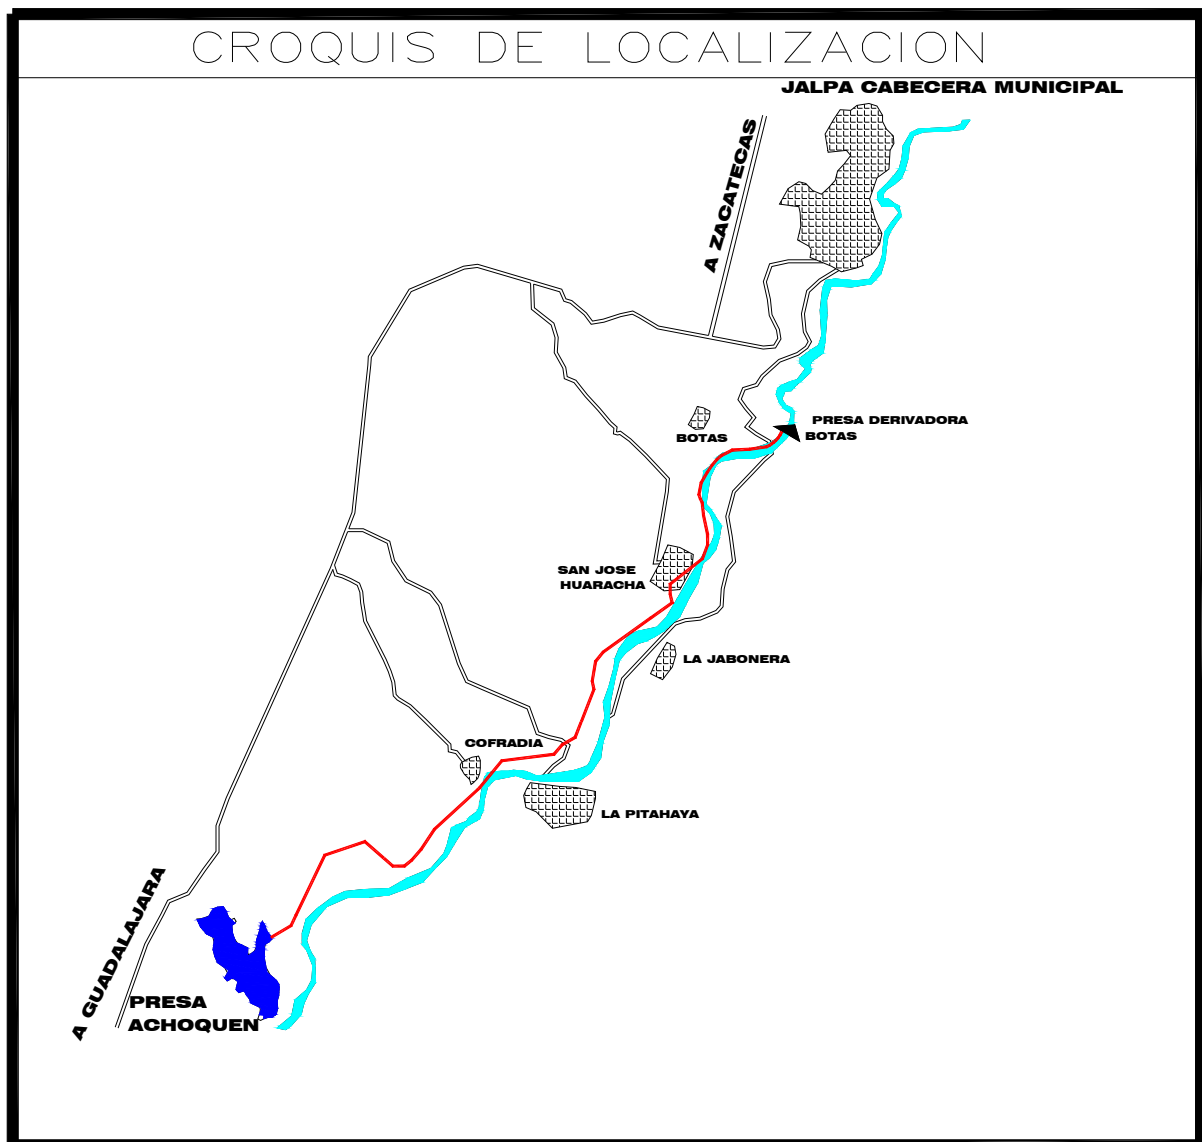 CROQUIS DE LOCALIZACION
JALPA CABECERA MUNICIPAL
A ZACATECAS
PRESA DERIVADORA
BOTAS
BOTAS
SAN JOSE
HUARACHA
LA JABONERA
COFRADIA
LA PITAHAYA
A GUADALAJARA
PRESA
ACHOQUEN